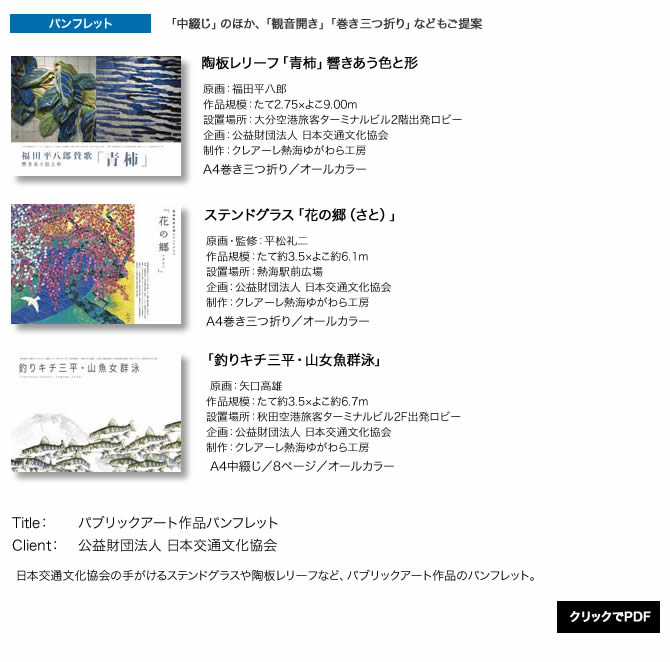 パンフレット
「中綴じ」のほか、「観音開き」「巻き三つ折り」などもご提案
陶板レリーフ「青柿」響きあう色と形
原画：福田平八郎
作品規模：たて2.75×よこ9.00m
設置場所：大分空港旅客ターミナルビル2階出発ロビー
企画：公益財団法人 日本交通文化協会
制作：クレアーレ熱海ゆがわら工房
A4巻き三つ折り／オールカラー
福田平八郎賛歌「青柿」
響きあう色と形
ステンドグラス「花の郷（さと）」
原画・監修：平松礼二
作品規模：たて約3.5×よこ約6.1m
設置場所：熱海駅前広場
企画：公益財団法人 日本交通文化協会
制作：クレアーレ熱海ゆがわら工房
A4巻き三つ折り／オールカラー
「花の郷」
「釣りキチ三平・山女魚群泳」
原画：矢口高雄
作品規模：たて約3.5×よこ約6.7m
設置場所：秋田空港旅客ターミナルビル2F出発ロビー
企画：公益財団法人 日本交通文化協会
制作：クレアーレ熱海ゆがわら工房
A4中綴じ／8ページ／オールカラー
釣りキチ三平・山魚女群泳
Title： パブリックアート作品パンフレット
Client： 公益財団法人 日本交通文化協会
日本交通文化協会の手がけるステンドグラスや陶板レリーフなど、パブリックアート作品のパンフレット。
クリックでPDF